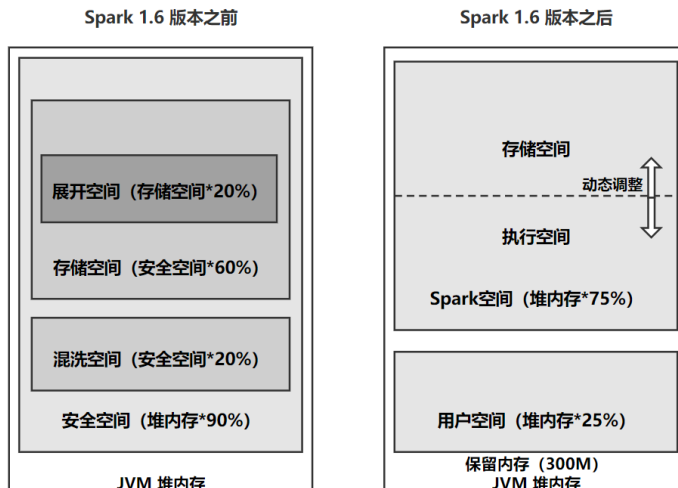 Spark 1.6 版本之前
展开空间（存储空间*20%）
存储空间（安全空间*60%）
混洗空间（安全空间*20%）
安全空间（堆内存*90%）
JVM 堆内存
Spark 1.6 版本之后
存储空间
动态调整
执行空间
Spark空间（堆内存*75%）
用户空间（堆内存*25%）
保留内存（300M）
JVM 堆内存